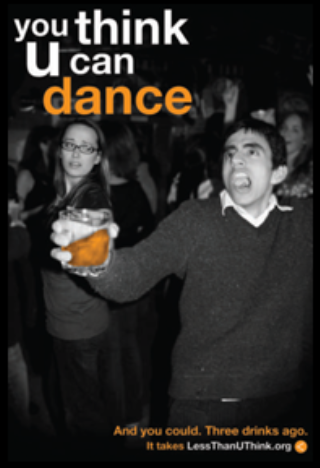 you think
u can
dance
And you could. Three drinks ago.
It takes LessThanUThink.org